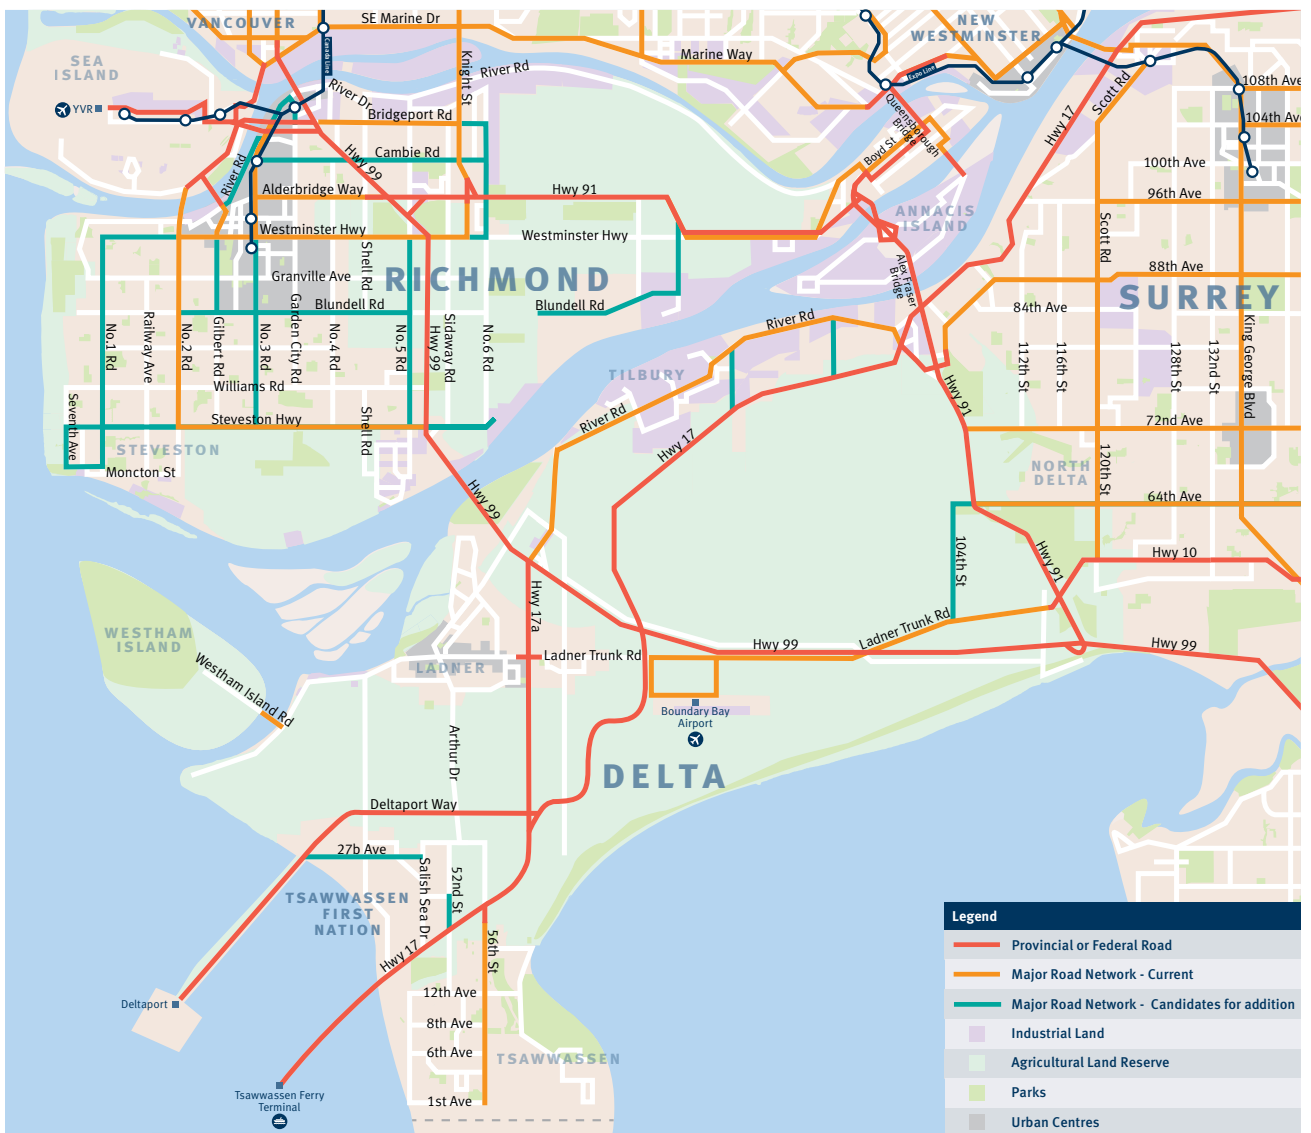 VANCOUVER
SE Marine Dr
NEW
WESTMINSTER
SEA
ISLAND
Canada Line
Knight St
River Rd
Marine Way
Expo Line
108th Ave
YVR
River Dr
Bridgeport Rd
Queensborough
Bridge
Hwy 17
Scott Rd
104th Ave
Hwy 99
Cambie Rd
Boyd St
River Rd
100th Ave
Alderbridge Way
Hwy 91
96th Ave
ANNACIS
ISLAND
Westminster Hwy
Shell Rd
Westminster Hwy
Scott Rd
Granville Ave
RICHMOND
Alex Fraser
Bridge
88th Ave
SURREY
Blundell Rd
Blundell Rd
84th Ave
No.1 Rd
Railway Ave
No.2 Rd
Gilbert Rd
No.3 Rd
Garden City Rd
No.4 Rd
No.5 Rd
Hwy 99
Sidaway Rd
No.6 Rd
River Rd
112th St
116th St
128th St
132nd St
King George Blvd
TILBURY
Williams Rd
Seventh Ave
Steveston Hwy
Shell Rd
River Rd
Hwy 91
72nd Ave
STEVESTON
Moncton St
Hwy 17
NORTH
DELTA
120th St
Hwy 99
64th Ave
104th St
Hwy 91
Hwy 10
Hwy 17a
WESTHAM
ISLAND
Ladner Trunk Rd
Hwy 99
Hwy 99
Ladner Trunk Rd
LADNER
Westham Island Rd
Boundary Bay
Airport
Arthur Dr
DELTA
Deltaport Way
27b Ave
Salish Sea Dr
52nd St
TSAWWASSEN
FIRST
NATION
Hwy 17
56th St
Deltaport
12th Ave
8th Ave
6th Ave
TSAWWASSEN
Tsawwassen Ferry
Terminal
1st Ave
Legend
Provincial or Federal Road
Major Road Network - Current
Major Road Network - Candidates for addition
Industrial Land
Agricultural Land Reserve
Parks
Urban Centres